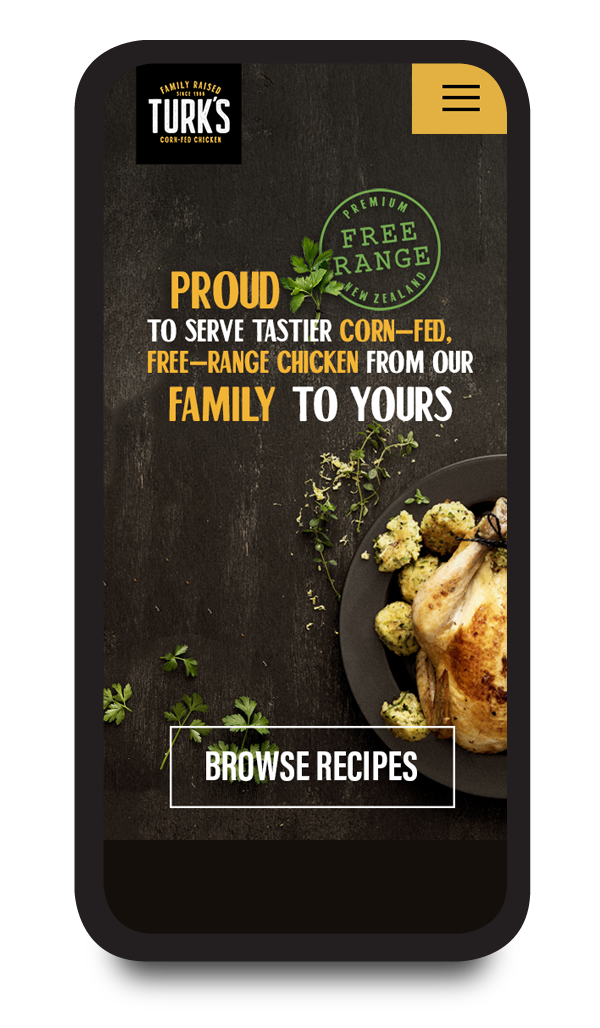 FAMILY RAISED
SINCE 1966
TURK'S
CORN-FED CHICKEN
PREMIUM
FREE
RANGE
NEW ZEALAND
PROUD
TO SERVE TASTIER CORN–FED,
FREE–RANGE CHICKEN FROM OUR
FAMILY TO YOURS
BROWSE RECIPES